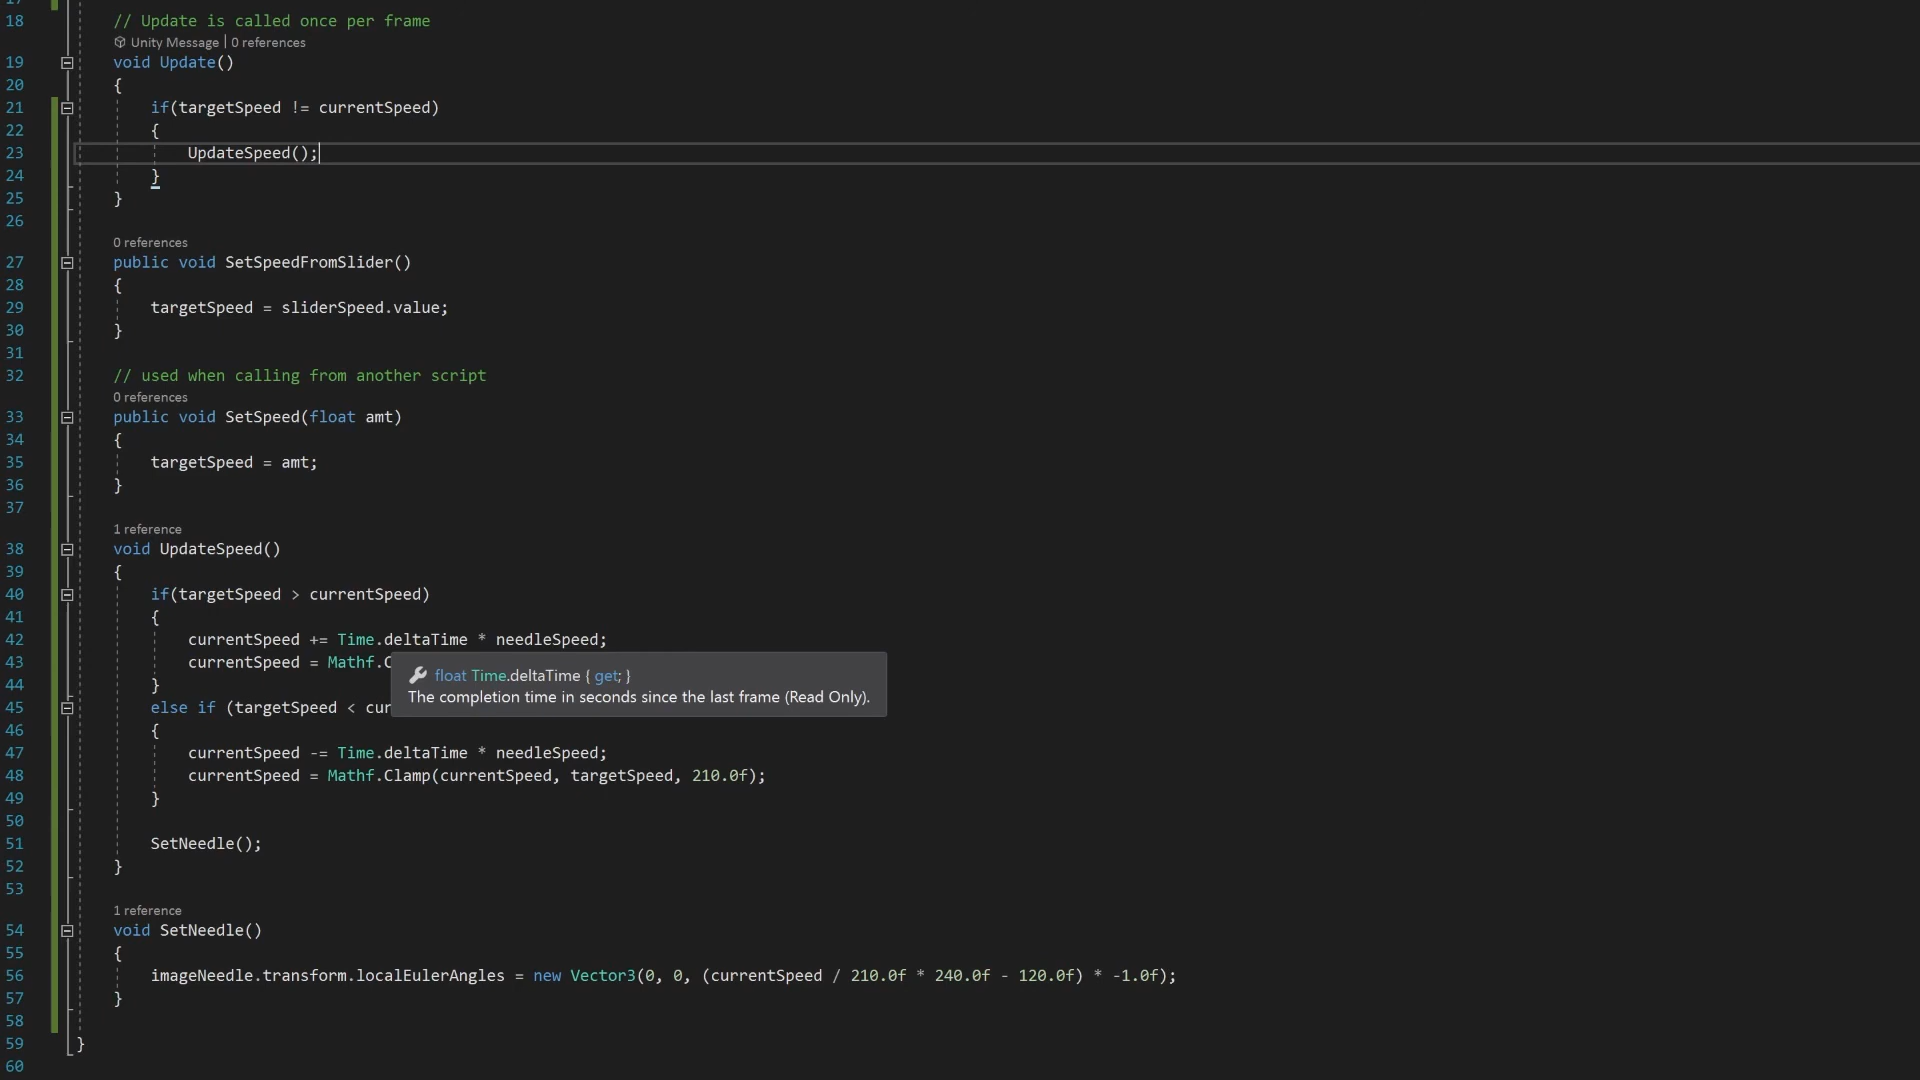 17
18 // Update is called once per frame
Unity Message | 0 references
19 void Update()
20 {
21 if(targetSpeed != currentSpeed)
22 {
23 UpdateSpeed();
24 }
25 }
26
0 references
27 public void SetSpeedFromSlider()
28 {
29 targetSpeed = sliderSpeed.value;
30 }
31
32 // used when calling from another script
0 references
33 public void SetSpeed(float amt)
34 {
35 targetSpeed = amt;
36 }
37
1 reference
38 void UpdateSpeed()
39 {
40 if(targetSpeed > currentSpeed)
41 {
42 currentSpeed += Time.deltaTime * needleSpeed;
43 currentSpeed = Mathf.C
float Time.deltaTime { get; }
The completion time in seconds since the last frame (Read Only).
44 }
45 else if (targetSpeed < cur
46 {
47 currentSpeed -= Time.deltaTime * needleSpeed;
48 currentSpeed = Mathf.Clamp(currentSpeed, targetSpeed, 210.0f);
49 }
50
51 SetNeedle();
52 }
53
1 reference
54 void SetNeedle()
55 {
56 imageNeedle.transform.localEulerAngles = new Vector3(0, 0, (currentSpeed / 210.0f * 240.0f - 120.0f) * -1.0f);
57 }
58
59 }
60